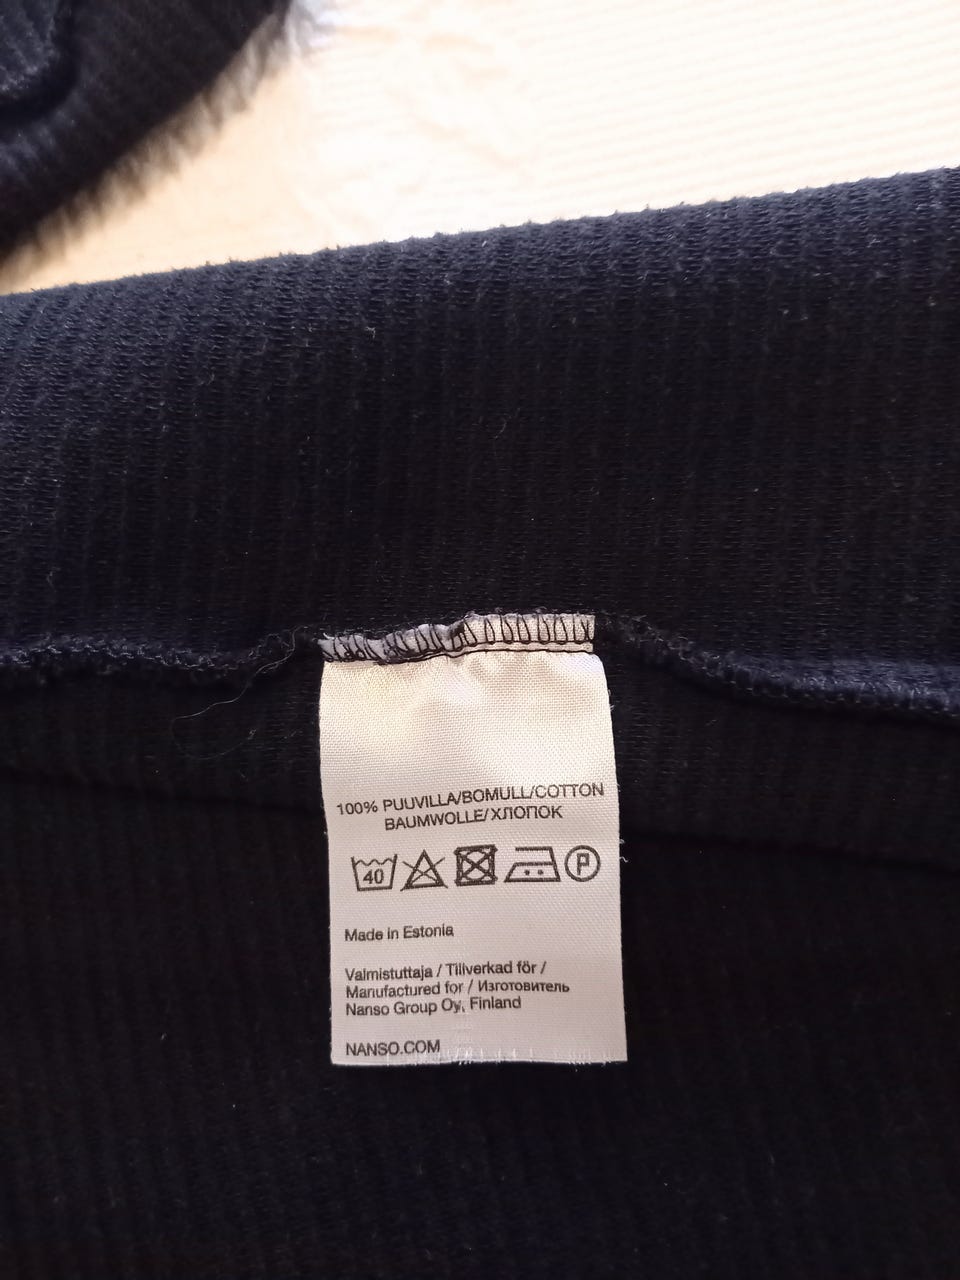 100% PUUVILLA/BOMULL/COTTON
BAUMWOLLE/ХЛОПОК
40 P
Made in Estonia
Valmistuttaja / Tillverkad för /
Manufactured for / Изготовитель
Nanso Group Oy, Finland
NANSO.COM